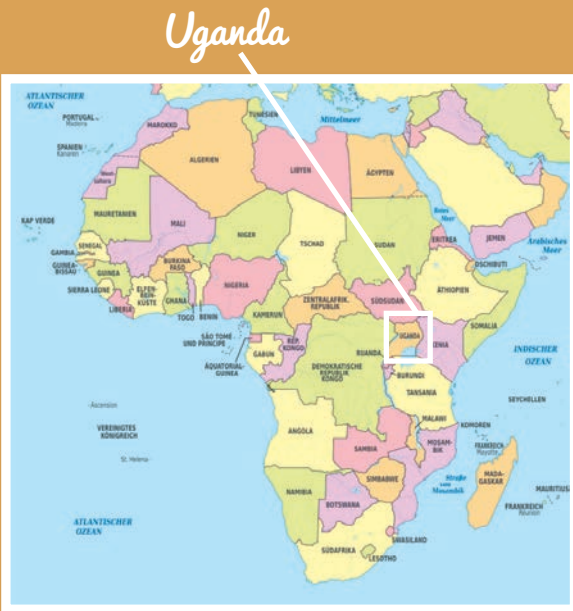 Uganda
ATLANTISCHER
OZEAN
PORTUGAL
Madeira
SPANIEN
Kanaren
MAROKKO
West-
sahara
ALGERIEN
TUNESIEN
Mittelmeer
LIBYEN
ÄGYPTEN
KAP VERDE
MAURETANIEN
MALI
NIGER
TSCHAD
SUDAN
Rotes
Meer
ERITREA
JEMEN
Arabisches
Meer
DSCHIBUTI
SENEGAL
GAMBIA
GUINEA-
BISSAU
GUINEA
SIERRA LEONE
LIBERIA
BURKINA
FASO
ELFEN-
BEIN-
KÜSTE
GHANA
TOGO
BENIN
NIGERIA
KAMERUN
ZENTRALAFRIK.
REPUBLIK
SÜDSUDAN
ÄTHIOPIEN
SOMALIA
SÃO TOMÉ
UND PRÍNCIPE
ÄQUATORIAL-
GUINEA
GABUN
REP.
KONGO
DEMOKRATISCHE
REPUBLIK
KONGO
UGANDA
RUANDA
BURUNDI
TANSANIA
INDISCHER
OZEAN
SEYCHELLEN
Ascension
VEREINIGTES
KÖNIGREICH
St. Helena
ANGOLA
SAMBIA
MALAWI
MOSAM-
BIK
KOMOREN
FRANKREICH
Mayotte
MADA-
GASKAR
MAURITIUS
FRANKREICH
Réunion
Straße
von
Mosambik
SIMBABWE
NAMIBIA
BOTSWANA
ATLANTISCHER
OZEAN
SÜDAFRIKA
SWASILAND
LESOTHO